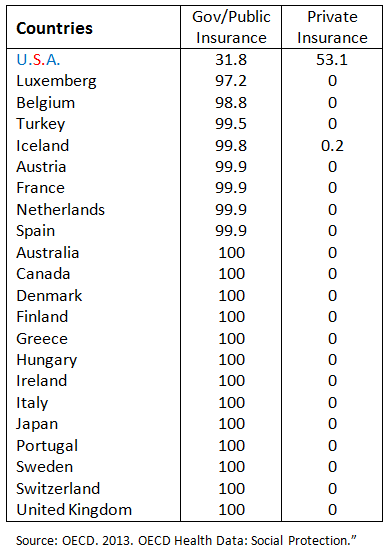 Countries Gov/Public Insurance Private Insurance
U.S.A. 31.8 53.1
Luxemberg 97.2 0
Belgium 98.8 0
Turkey 99.5 0
Iceland 99.8 0.2
Austria 99.9 0
France 99.9 0
Netherlands 99.9 0
Spain 99.9 0
Australia 100 0
Canada 100 0
Denmark 100 0
Finland 100 0
Greece 100 0
Hungary 100 0
Ireland 100 0
Italy 100 0
Japan 100 0
Portugal 100 0
Sweden 100 0
Switzerland 100 0
United Kingdom 100 0
Source: OECD. 2013. OECD Health Data: Social Protection.”